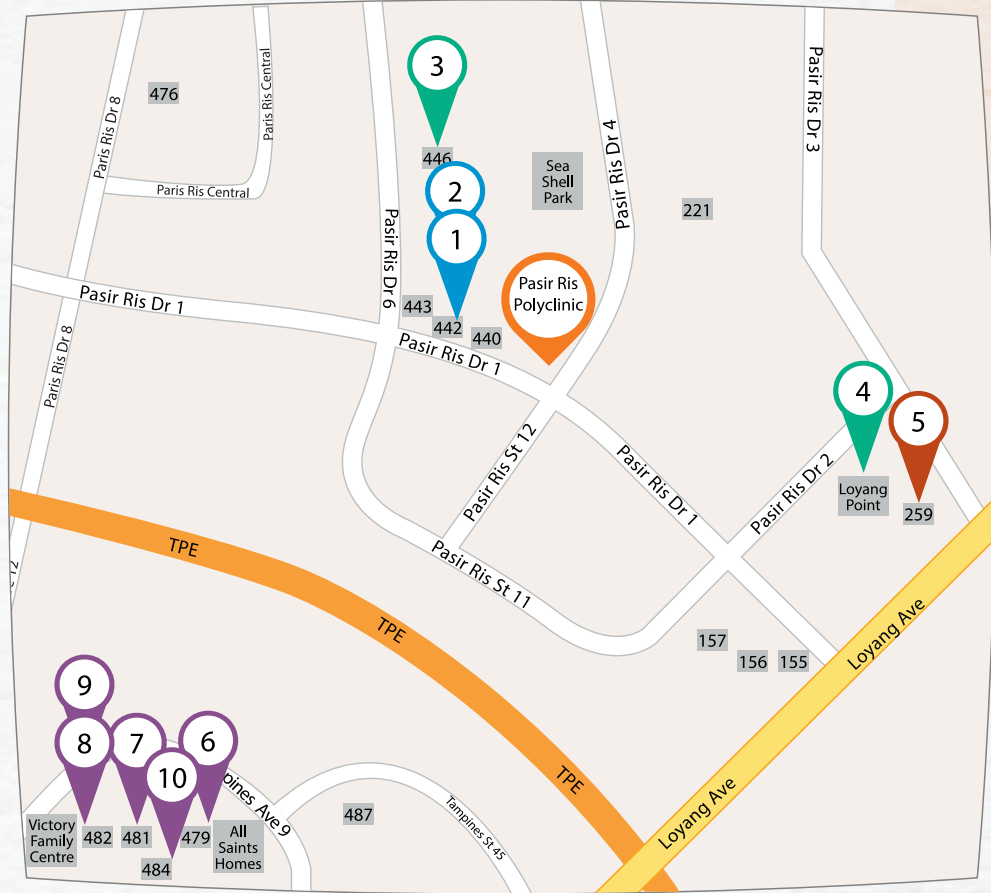 3
Paris Ris Dr 8
476
Paris Ris Central
Paris Ris Central
446
Sea
Shell
Park
Pasir Ris Dr 4
Pasir Ris Dr 3
221
2
1
Pasir Ris Dr 6
Pasir Ris
Polyclinic
Pasir Ris Dr 1
443
442
440
Pasir Ris Dr 1
Paris Ris Dr 8
4
5
Pasir Ris St 12
Pasir Ris Dr 1
Pasir Ris Dr 2
Loyang
Point
259
TPE
Pasir Ris St 11
12
TPE
157
156
155
Loyang Ave
9
8
7
6
10
pines Ave 9
TPE
Loyang Ave
Victory
Family
Centre
482
481
479
All
Saints
Homes
484
487
Tampines St 45